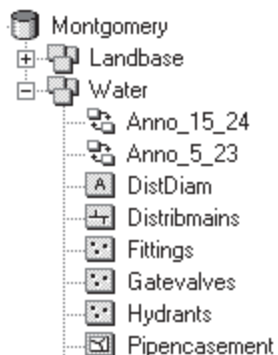 Montgomery
Landbase
Water
Anno_15_24
Anno_5_23
A DistDiam
Distribmains
Fittings
Gatevalves
Hydrants
Pipencasement